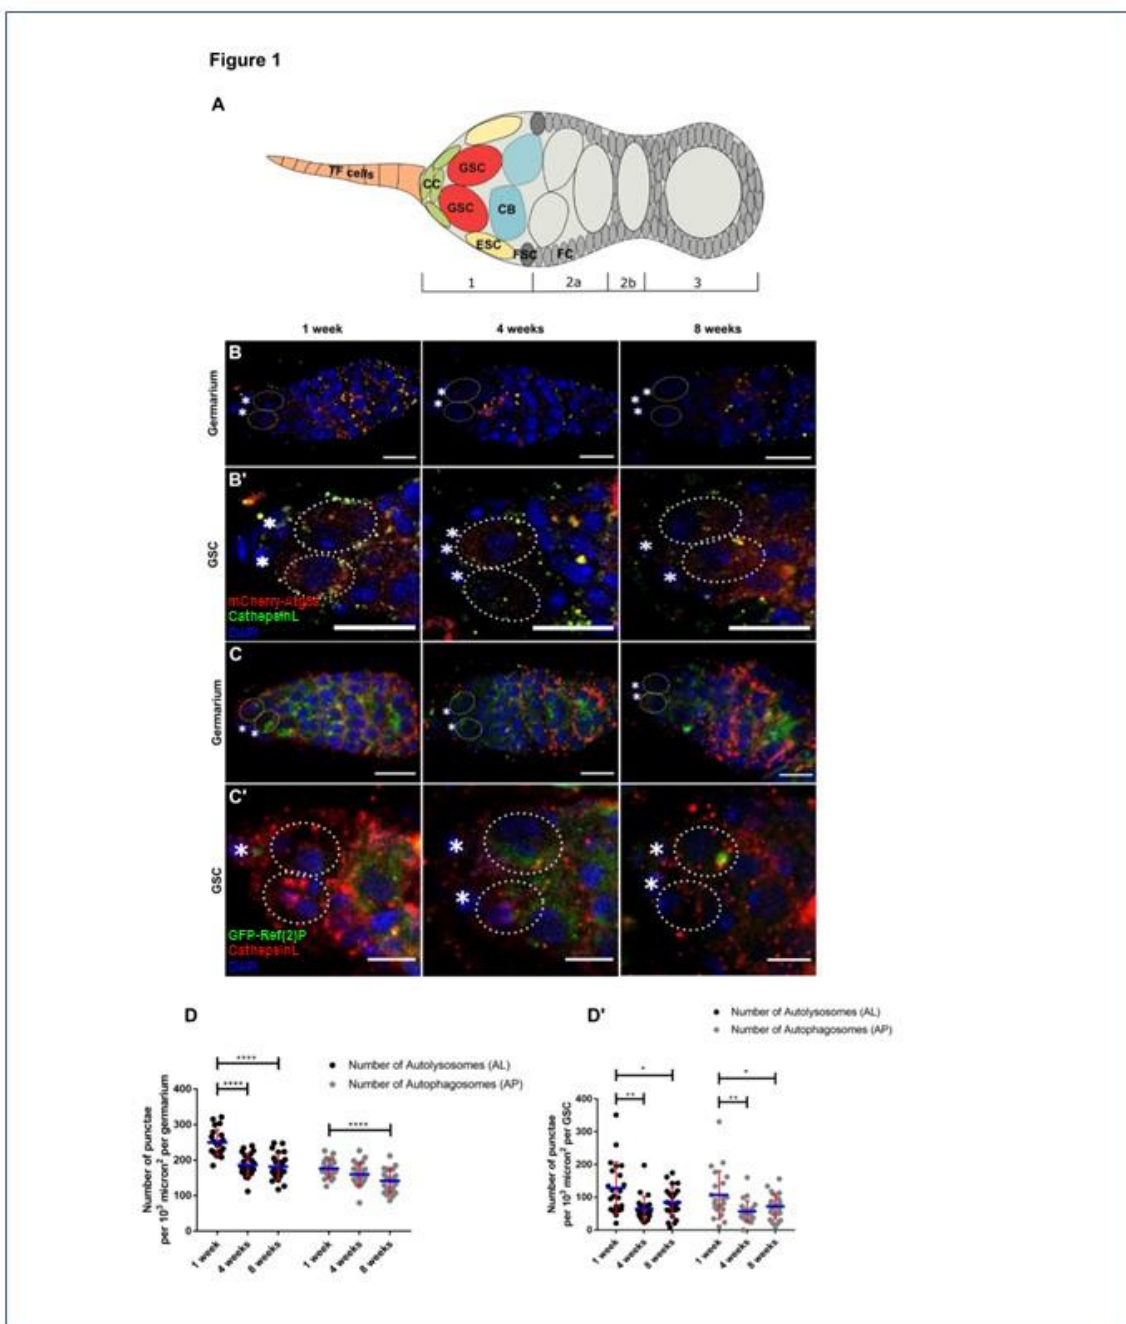 Figure 1
A
TF cells
CC
GSC
GSC
CB
ESC
FSC
FC
1
2a
2b
3
1 week
4 weeks
8 weeks
Germarium
B
*
*
*
*
*
*
GSC
B'
*
*
*
*
*
*
*
CathepsinL
DAPI
Germarium
C
*
*
*
*
*
*
GSC
C'
*
*
*
*
*
GFP-Ref(2)P
CathepsinL
DAPI
D
Number of Autolysosomes (AL)
Number of Autophagosomes (AP)
****
****
****
Number of punctae
per 10³ micron² per germarium
400
300
200
100
0
1 week
4 weeks
8 weeks
1 week
4 weeks
8 weeks
D'
Number of Autolysosomes (AL)
Number of Autophagosomes (AP)
*
**
*
**
Number of punctae
per 10³ micron² per GSC
400
300
200
100
0
1 week
4 weeks
8 weeks
1 week
4 weeks
8 weeks